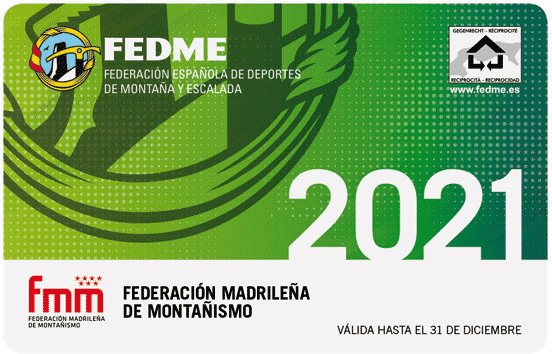 FEDME
FEDERACIÓN ESPAÑOLA DE DEPORTES
DE MONTAÑA Y ESCALADA
GEGENRECHT - RÉCIPROCITÉ
RECIPROCITÀ - RECIPROCIDAD
www.fedme.es
2021
fmm
FEDERACIÓN MADRILEÑA
DE MONTAÑISMO
FEDERACIÓN MADRILEÑA
DE MONTAÑISMO
VÁLIDA HASTA EL 31 DE DICIEMBRE